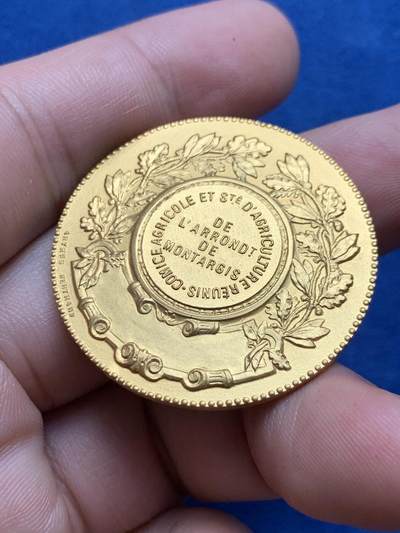 COMICE AGRICOLE ET STÉ D'AGRICULTURE RÉUNIS
DE
L'ARRONDT
DE
MONTARGIS